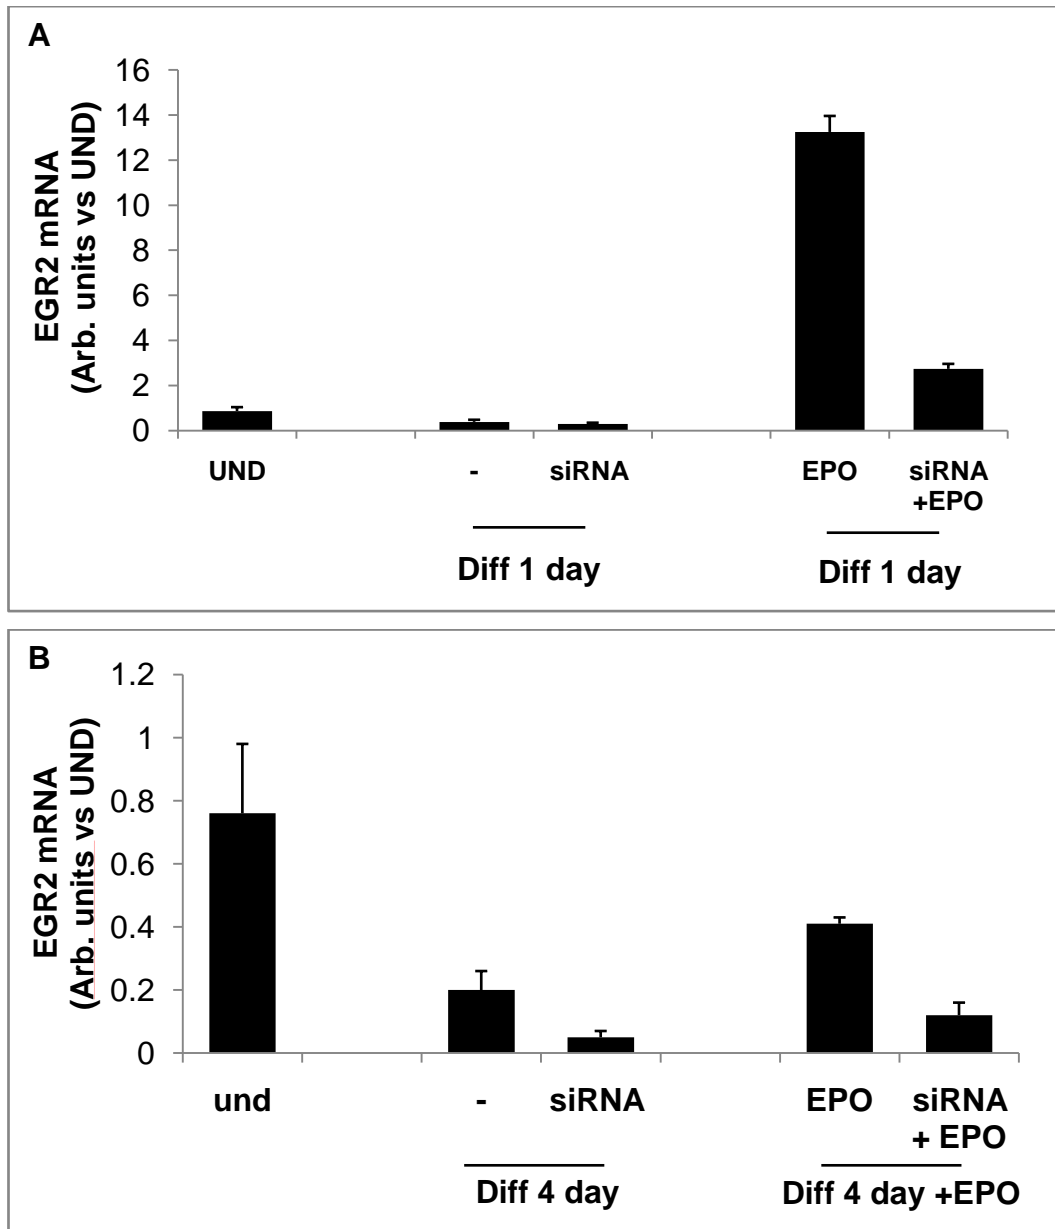 A
EGR2 mRNA
(Arb. units vs UND)
16
14
12
10
8
6
4
2
0
UND
-
siRNA
EPO
siRNA
+EPO
Diff 1 day
Diff 1 day
B
EGR2 mRNA
(Arb. units vs UND)
1.2
1
0.8
0.6
0.4
0.2
0
und
-
siRNA
EPO
siRNA
+ EPO
Diff 4 day
Diff 4 day +EPO